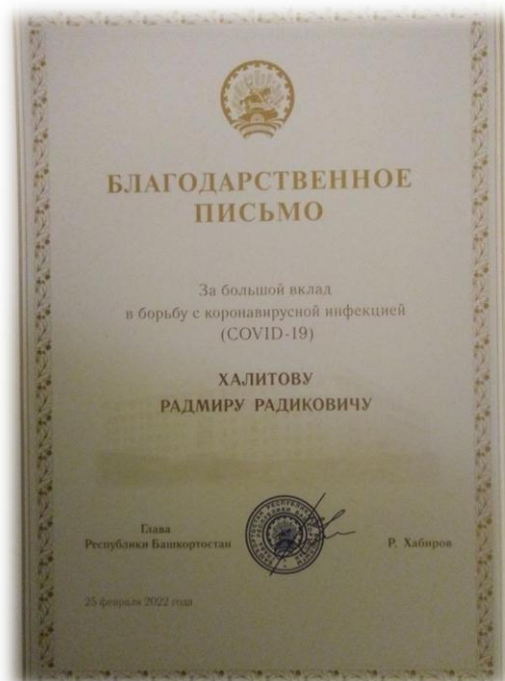 БЛАГОДАРСТВЕННОЕ
ПИСЬМО
За большой вклад
в борьбу с коронавирусной инфекцией
(COVID-19)
ХАЛИТОВУ
РАДМИРУ РАДИКОВИЧУ
Глава
Республики Башкортостан
Р. Хабиров
25 февраля 2022 года